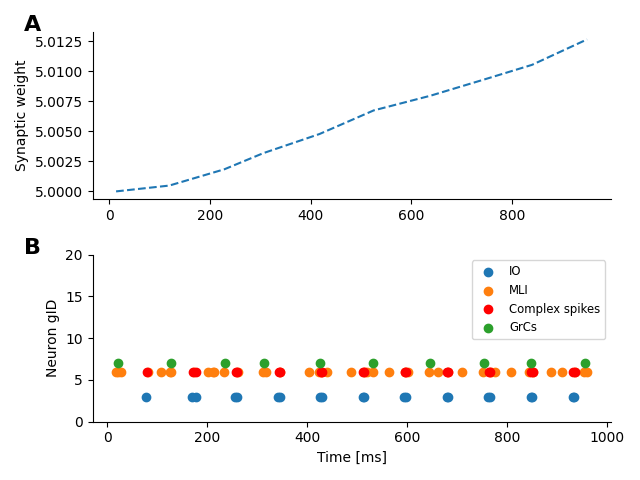 A
5.0125
5.0100
5.0075
5.0050
5.0025
5.0000
Synaptic weight
0 200 400 600 800
B
20
15
10
5
0
Neuron gID
IO
MLI
Complex spikes
GrCs
0 200 400 600 800 1000
Time [ms]